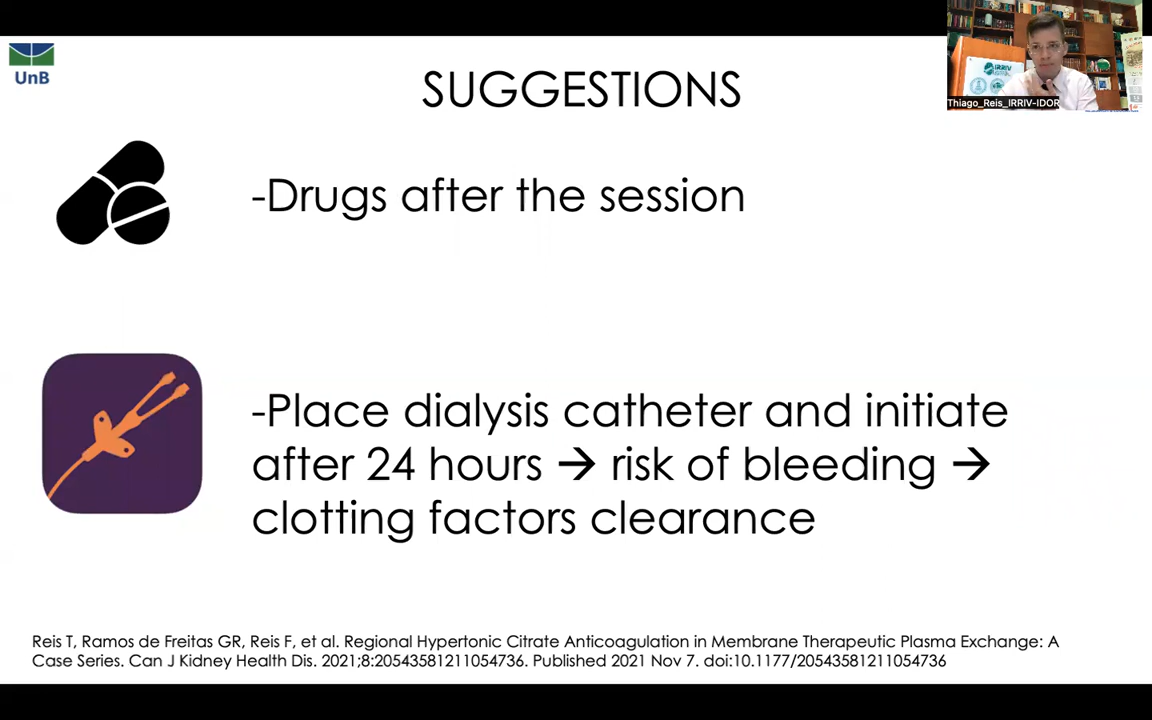 UnB
SUGGESTIONS
Thiago_Reis_IRRIV-IDOR
-Drugs after the session
-Place dialysis catheter and initiate
after 24 hours → risk of bleeding →
clotting factors clearance
Reis T, Ramos de Freitas GR, Reis F, et al. Regional Hypertonic Citrate Anticoagulation in Membrane Therapeutic Plasma Exchange: A
Case Series. Can J Kidney Health Dis. 2021;8:20543581211054736. Published 2021 Nov 7. doi:10.1177/20543581211054736